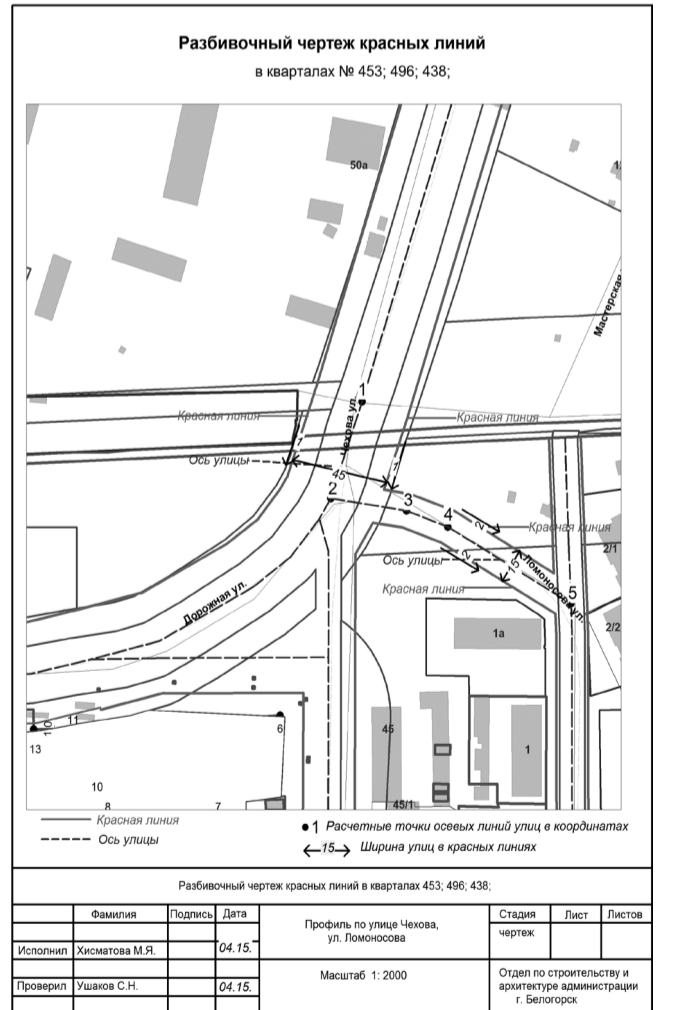 Разбивочный чертеж красных линий
в кварталах № 453; 496; 438;
50а
Мастерская
1
Красная линия
Красная линия
Чехова ул.
Ось улицы
1
45
1
2
3
4
2
Красная линия
2
Ось улицы
15
Ломоносова ул.
2/1
Красная линия
5
Дорожная ул.
1а
2/2
11
10
13
6
45
1
10
8
7
45/1
Красная линия
Ось улицы
1 Расчетные точки осевых линий улиц в координатах
15 Ширина улиц в красных линиях
Разбивочный чертеж красных линий в кварталах 453; 496; 438;
Фамилия Подпись Дата
Профиль по улице Чехова,
ул. Ломоносова
Стадия Лист Листов
чертеж
Исполнил Хисматова М.Я. 04.15.
Масштаб 1: 2000
Проверил Ушаков С.Н. 04.15.
Отдел по строительству и
архитектуре администрации
г. Белогорск